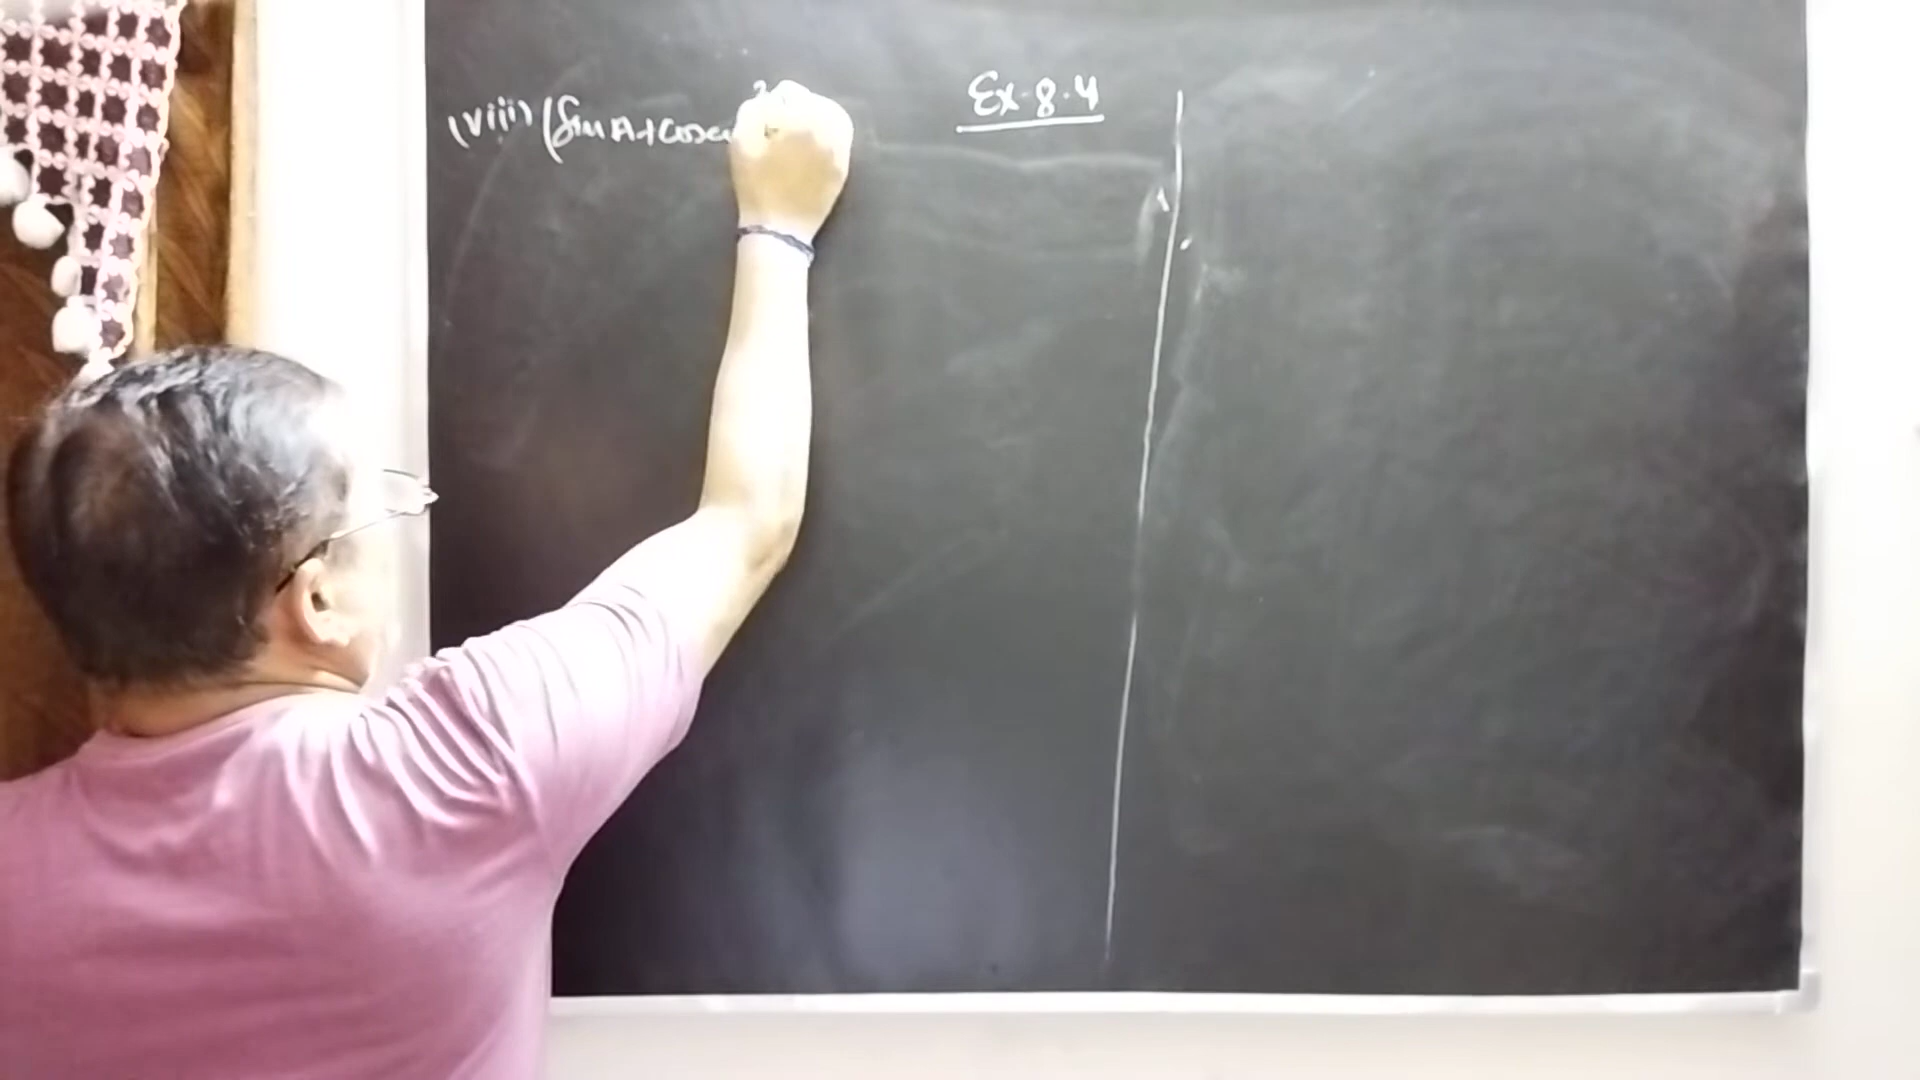 Ex. 8.4
(viii) (Sin A + Cosec